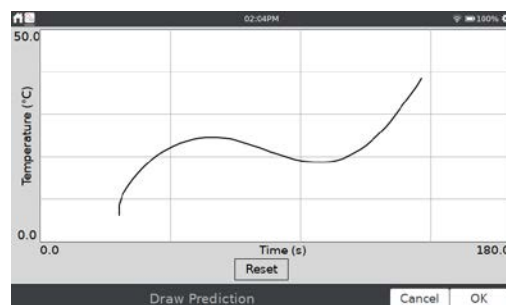 02:04PM 100%
50.0
Temperature (°C)
0.0
0.0 Time (s) 180.0
Reset
Draw Prediction Cancel OK